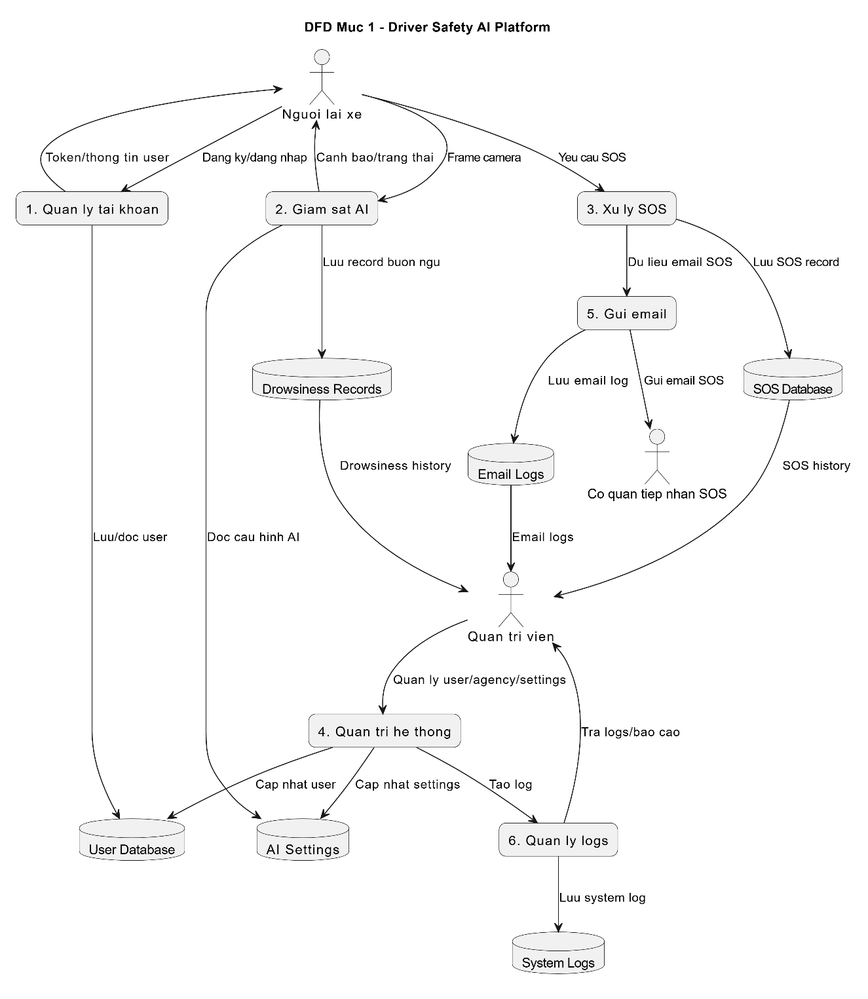 DFD Muc 1 - Driver Safety AI Platform
Nguoi lai xe
Token/thong tin user
Dang ky/dang nhap
Canh bao/trang thai
Frame camera
Yeu cau SOS
1. Quan ly tai khoan
2. Giam sat AI
3. Xu ly SOS
Luu record buon ngu
Du lieu email SOS
Luu SOS record
5. Gui email
Drowsiness Records
Luu email log
Gui email SOS
SOS Database
Drowsiness history
Email Logs
SOS history
Co quan tiep nhan SOS
Luu/doc user
Doc cau hinh AI
Email logs
Quan tri vien
Quan ly user/agency/settings
4. Quan tri he thong
Tra logs/bao cao
Cap nhat user
Cap nhat settings
Tao log
User Database
AI Settings
6. Quan ly logs
Luu system log
System Logs